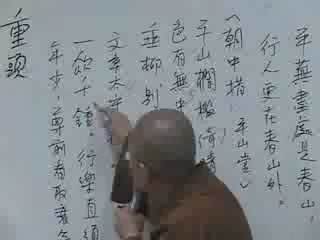 平蕪盡處是春山,
行人更在春山外。
〈朝中措.平山堂〉
平山欄檻倚晴
色有無中
垂柳別
文章太守
一飲千鍾。行樂直須
年少,尊前看取衰
重頭